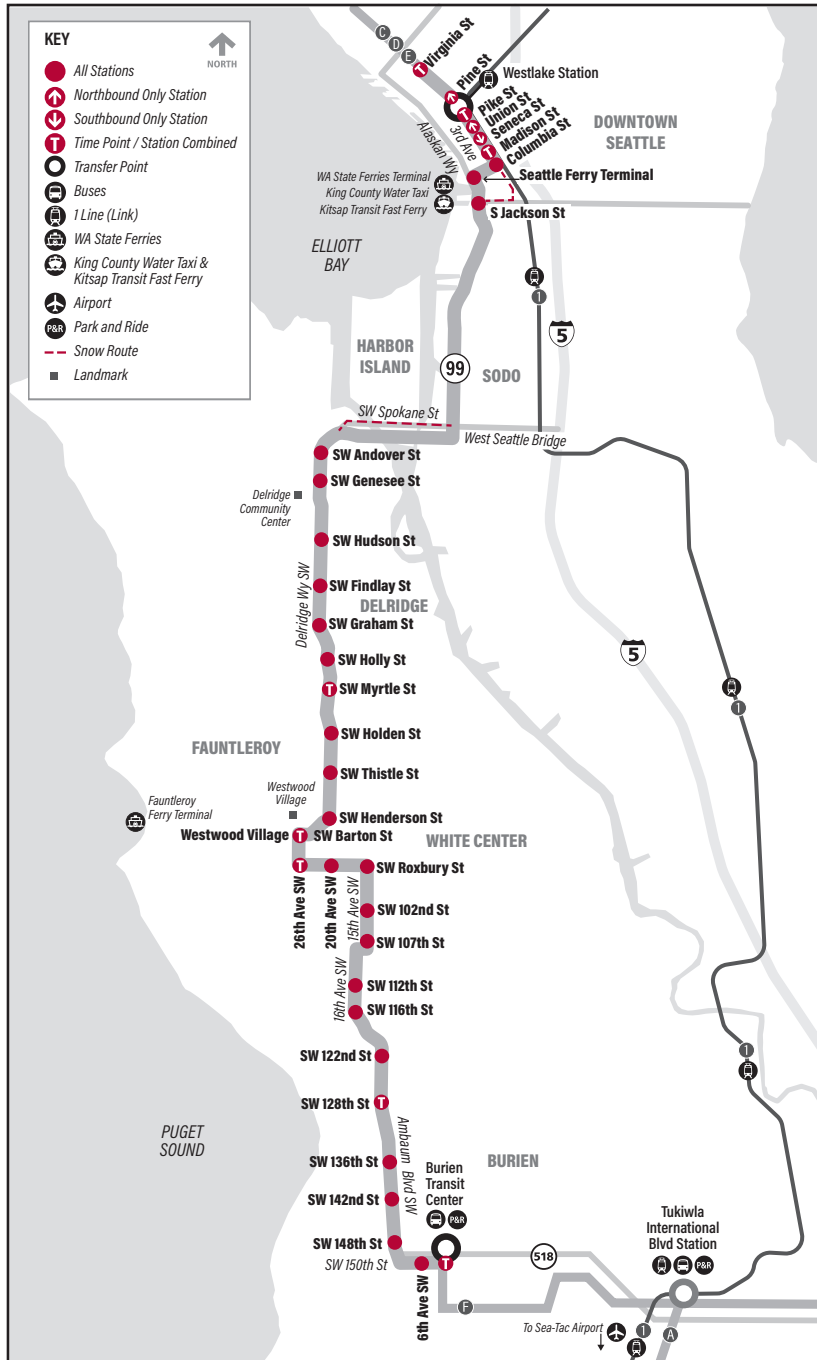 KEY
NORTH
All Stations
Northbound Only Station
Southbound Only Station
T
Time Point / Station Combined
Transfer Point
Buses
1 Line (Link)
WA State Ferries
King County Water Taxi &
Kitsap Transit Fast Ferry
Airport
P&R
Park and Ride
Snow Route
Landmark
C
D
E
T
Virginia St
Pine St
Westlake Station
T
Pike St
Union St
Seneca St
T
Madison St
Columbia St
3rd Ave
Alaskan Wy
DOWNTOWN
SEATTLE
WA State Ferries Terminal
King County Water Taxi
Kitsap Transit Fast Ferry
Seattle Ferry Terminal
S Jackson St
ELLIOTT
BAY
1
5
HARBOR
ISLAND
99
SODO
SW Spokane St
West Seattle Bridge
SW Andover St
SW Genesee St
Delridge
Community
Center
SW Hudson St
Delridge Wy SW
SW Findlay St
DELRIDGE
SW Graham St
5
SW Holly St
T
SW Myrtle St
1
SW Holden St
FAUNTLEROY
SW Thistle St
Westwood
Village
Fauntleroy
Ferry Terminal
SW Henderson St
Westwood Village
T
SW Barton St
WHITE CENTER
T
26th Ave SW
20th Ave SW
15th Ave SW
SW Roxbury St
SW 102nd St
SW 107th St
16th Ave SW
SW 112th St
SW 116th St
SW 122nd St
1
SW 128th St
T
PUGET
SOUND
Ambaum Blvd SW
SW 136th St
BURIEN
SW 142nd St
Burien
Transit
Center
P&R
Tukiwla
International
Blvd Station
P&R
SW 148th St
SW 150th St
6th Ave SW
T
518
F
To Sea-Tac Airport
1
A